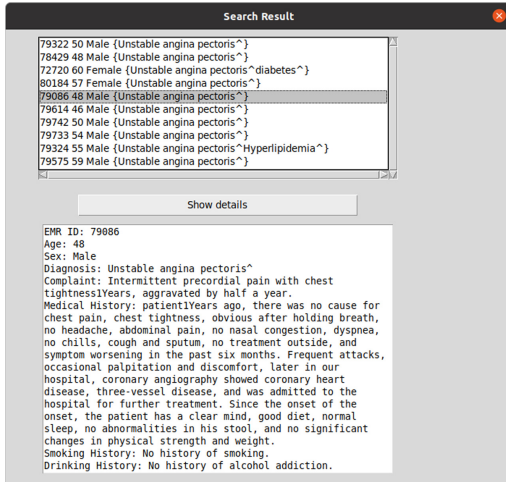 Search Result
79322 50 Male {Unstable angina pectoris^}
78429 48 Male {Unstable angina pectoris^}
72720 60 Female {Unstable angina pectoris^diabetes^}
80184 57 Female {Unstable angina pectoris^}
79086 48 Male {Unstable angina pectoris^}
79614 46 Male {Unstable angina pectoris^}
79742 50 Male {Unstable angina pectoris^}
79733 54 Male {Unstable angina pectoris^}
79324 55 Male {Unstable angina pectoris^Hyperlipidemia^}
79575 59 Male {Unstable angina pectoris^}
Show details
EMR ID: 79086
Age: 48
Sex: Male
Diagnosis: Unstable angina pectoris^
Complaint: Intermittent precordial pain with chest
tightness1Years, aggravated by half a year.
Medical History: patient1Years ago, there was no cause for
chest pain, chest tightness, obvious after holding breath,
no headache, abdominal pain, no nasal congestion, dyspnea,
no chills, cough and sputum, no treatment outside, and
symptom worsening in the past six months. Frequent attacks,
occasional palpitation and discomfort, later in our
hospital, coronary angiography showed coronary heart
disease, three-vessel disease, and was admitted to the
hospital for further treatment. Since the onset of the
onset, the patient has a clear mind, good diet, normal
sleep, no abnormalities in his stool, and no significant
changes in physical strength and weight.
Smoking History: No history of smoking.
Drinking History: No history of alcohol addiction.